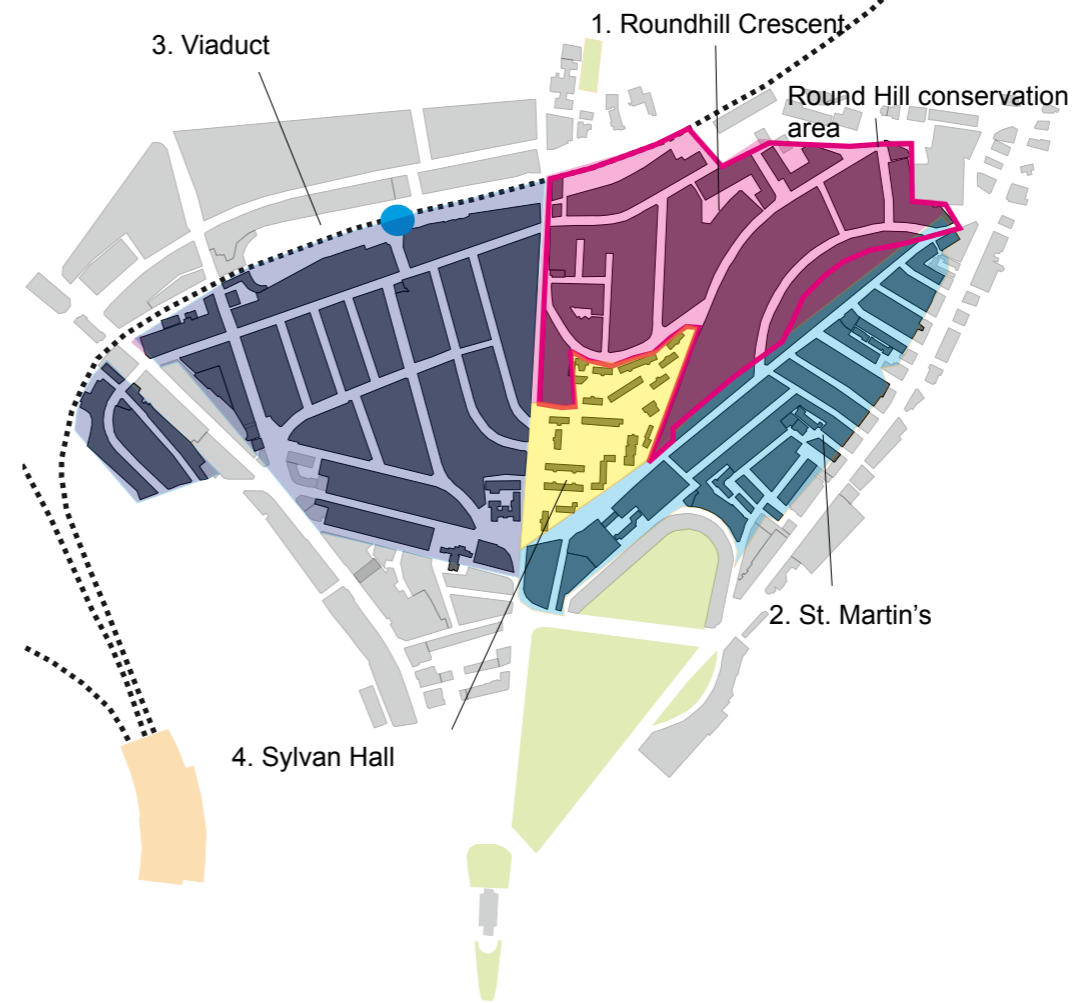 1. Roundhill Crescent
3. Viaduct
Round Hill conservation
area
2. St. Martin’s
4. Sylvan Hall